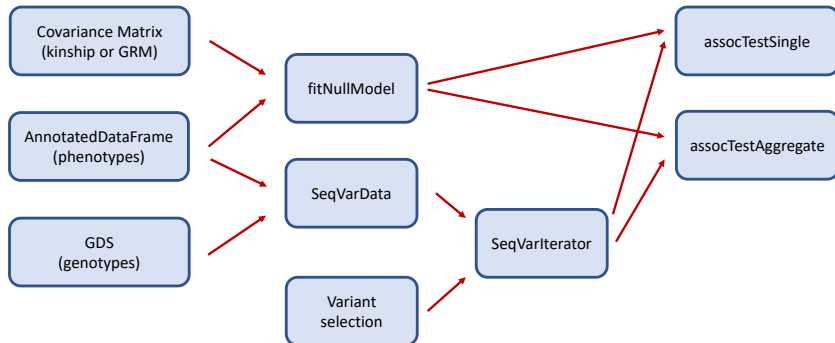 Covariance Matrix
(kinship or GRM)
AnnotatedDataFrame
(phenotypes)
GDS
(genotypes)
fitNullModel
SeqVarData
Variant
selection
SeqVarIterator
assocTestSingle
assocTestAggregate